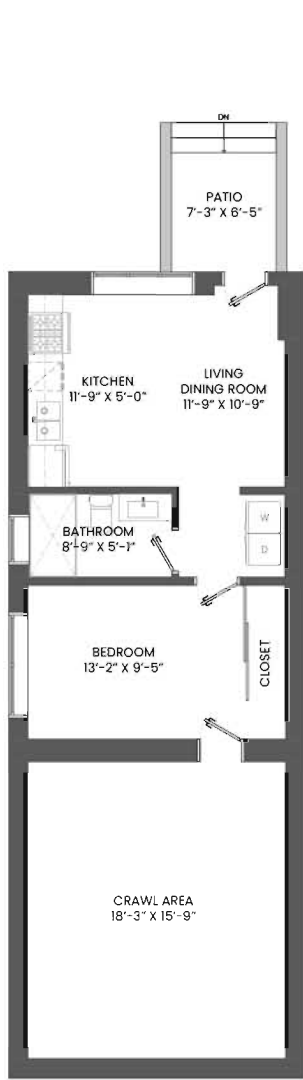 DN
PATIO
7'-3" X 6'-5"
KITCHEN
11'-9" X 5'-0"
LIVING
DINING ROOM
11'-9" X 10'-9"
BATHROOM
8'-9" X 5'-1"
W
D
BEDROOM
13'-2" X 9'-5"
CLOSET
CRAWL AREA
18'-3" X 15'-9"